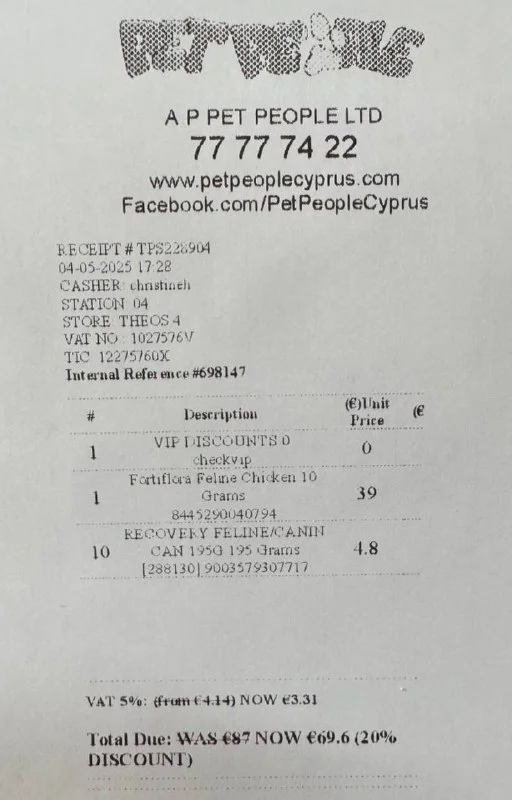 PET PEOPLE
A P PET PEOPLE LTD
77 77 74 22
www.petpeoplecyprus.com
Facebook.com/PetPeopleCyprus
RECEIPT # TPS228904
04-05-2025 17:28
CASHER: christineh
STATION 04
STORE THEOS 4
VAT NO : 1027576V
TIC 12275760X
Internal Reference #698147
# Description (€)Unit Price (€
1 VIP DISCOUNTS 0 checkvip 0
1 Fortiflora Feline Chicken 10 Grams 8445290040794 39
10 RECOVERY FELINE/CANIN CAN 195G 195 Grams [288130] 9003579307717 4.8
VAT 5%: (from €4.14) NOW €3.31
Total Due: WAS €87 NOW €69.6 (20%
DISCOUNT)